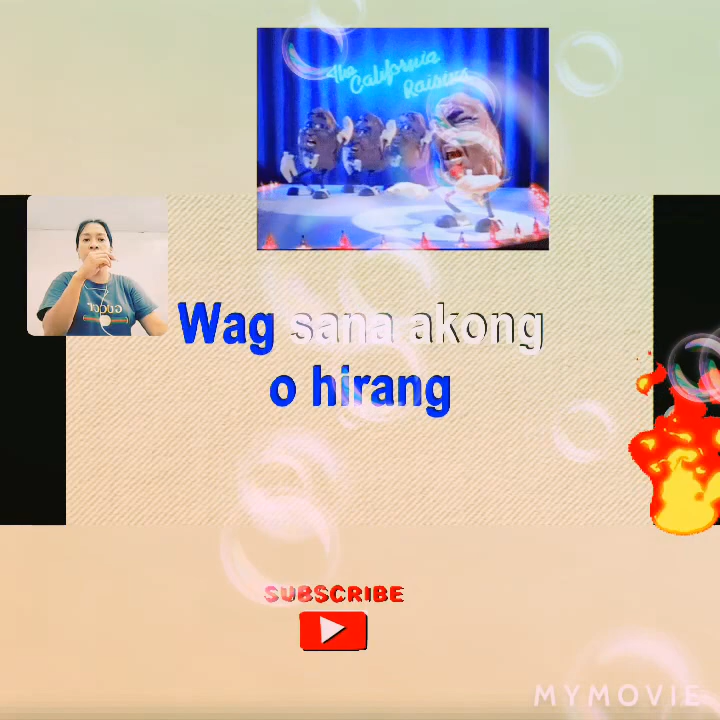 The
California
Raisins
Wag sana akong
o hirang
SUBSCRIBE
MYMOVIE